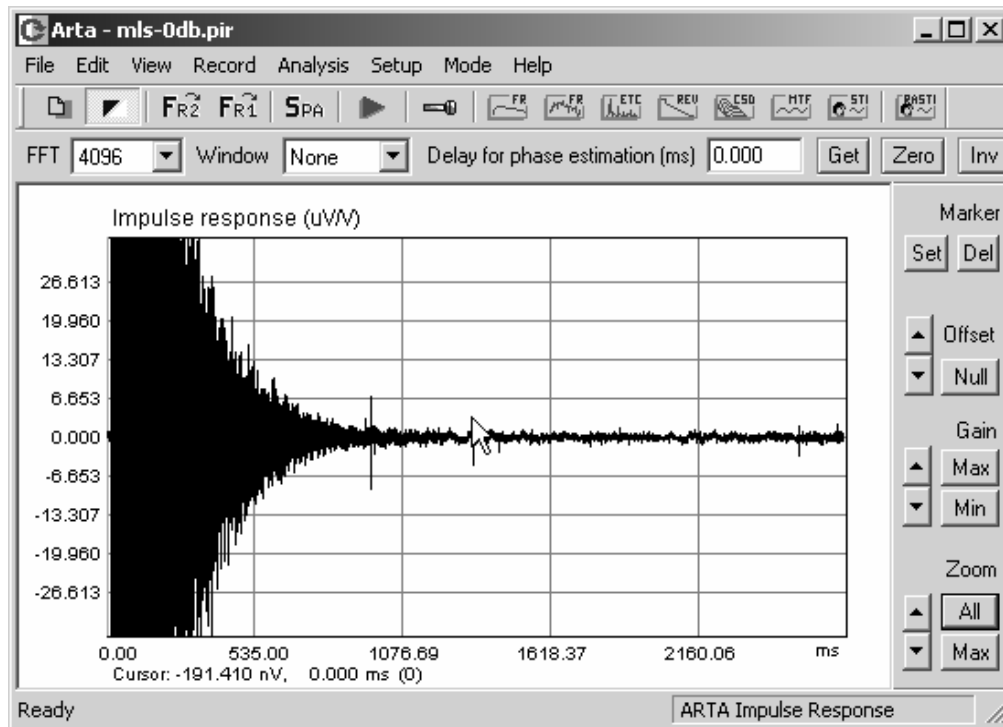 Arta - mls-0db.pir
File Edit View Record Analysis Setup Mode Help
FR2 FR1 SPA FR FR ETC REV CSD MTF STI RASTI
FFT 4096 Window None Delay for phase estimation (ms) 0.000 Get Zero Inv
Impulse response (uV/V)
26.613
19.960
13.307
6.653
0.000
-6.653
-13.307
-19.960
-26.613
0.00 535.00 1076.69 1618.37 2160.06 ms
Cursor: -191.410 nV, 0.000 ms (0)
Marker
Set Del
Offset
Null
Gain
Max
Min
Zoom
All
Max
Ready ARTA Impulse Response